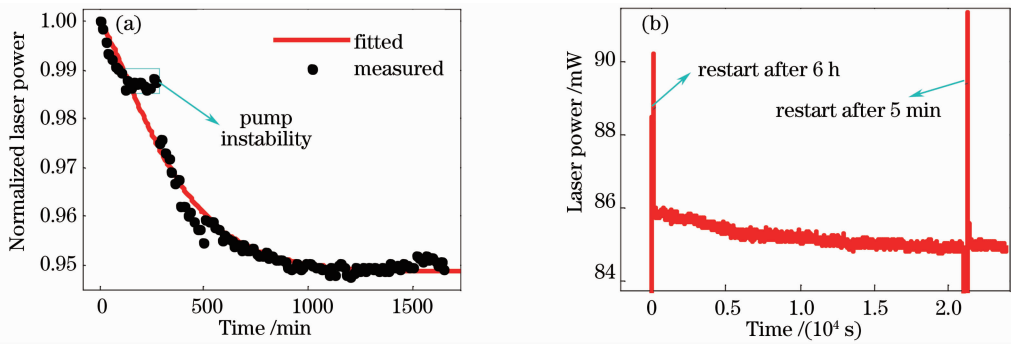 (a)
fitted
measured
pump
instability
1.00
0.99
0.98
0.97
0.96
0.95
Normalized laser power
0 500 1000 1500
Time /min
(b)
restart after 6 h
restart after 5 min
90
88
86
84
Laser power /mW
0 0.5 1.0 1.5 2.0
Time /(10⁴ s)